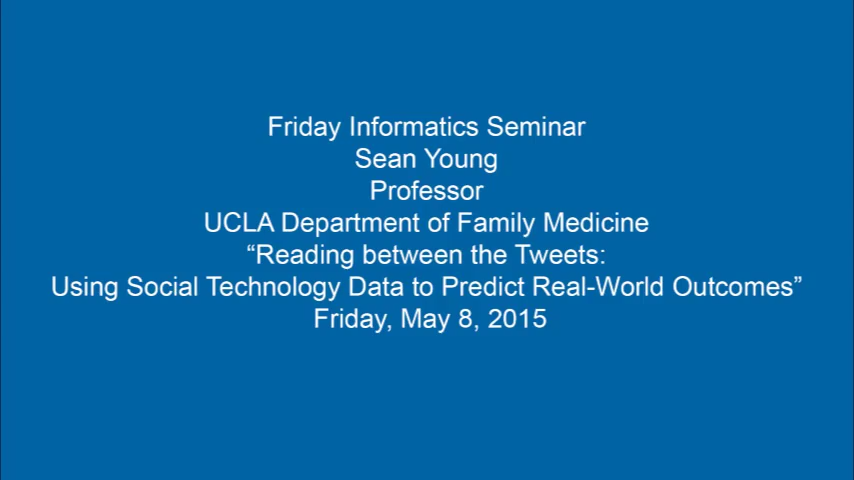 Friday Informatics Seminar
Sean Young
Professor
UCLA Department of Family Medicine
“Reading between the Tweets:
Using Social Technology Data to Predict Real-World Outcomes”
Friday, May 8, 2015